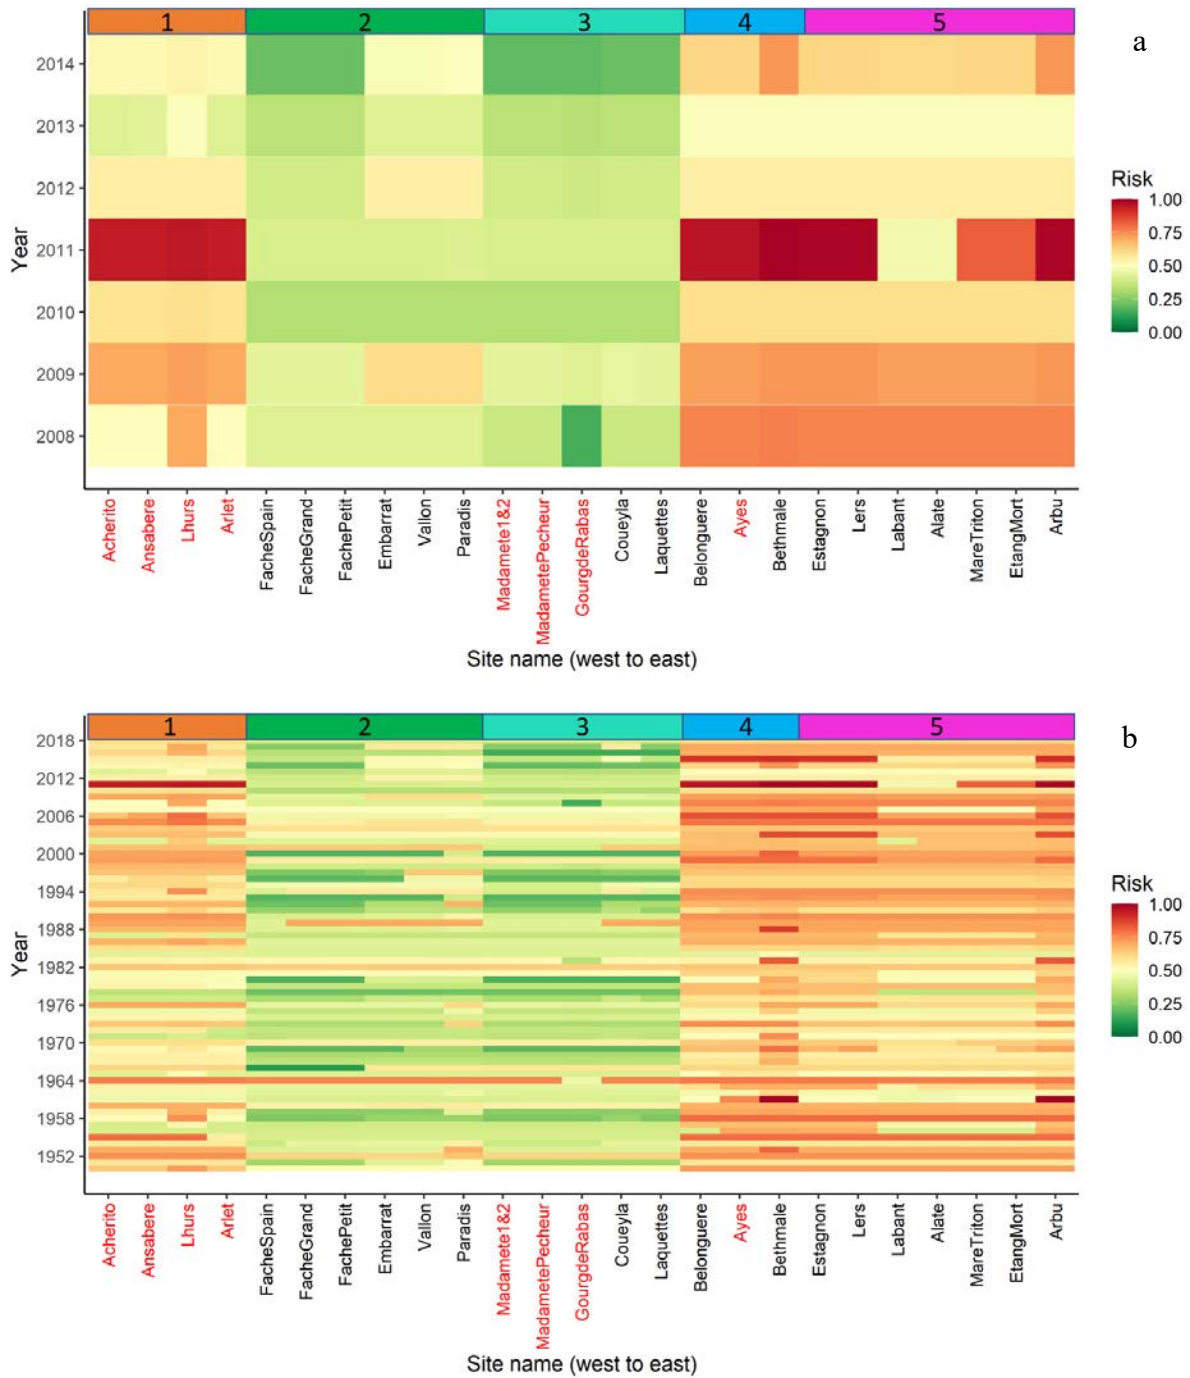 1 2 3 4 5
a
2014
2013
2012
2011
2010
2009
2008
Year
Risk
1.00
0.75
0.50
0.25
0.00
Acherito
Ansabere
Lhurs
Arlet
FacheSpain
FacheGrand
FachePetit
Embarrat
Vallon
Paradis
Madamete1&2
MadametePecheur
GourgdeRabas
Coueyla
Laquettes
Belonguere
Ayes
Bethmale
Estagnon
Lers
Labant
Alate
MareTriton
EtangMort
Arbu
Site name (west to east)
1 2 3 4 5
b
2018
2012
2006
2000
1994
1988
1982
1976
1970
1964
1958
1952
Year
Risk
1.00
0.75
0.50
0.25
0.00
Acherito
Ansabere
Lhurs
Arlet
FacheSpain
FacheGrand
FachePetit
Embarrat
Vallon
Paradis
Madamete1&2
MadametePecheur
GourgdeRabas
Coueyla
Laquettes
Belonguere
Ayes
Bethmale
Estagnon
Lers
Labant
Alate
MareTriton
EtangMort
Arbu
Site name (west to east)